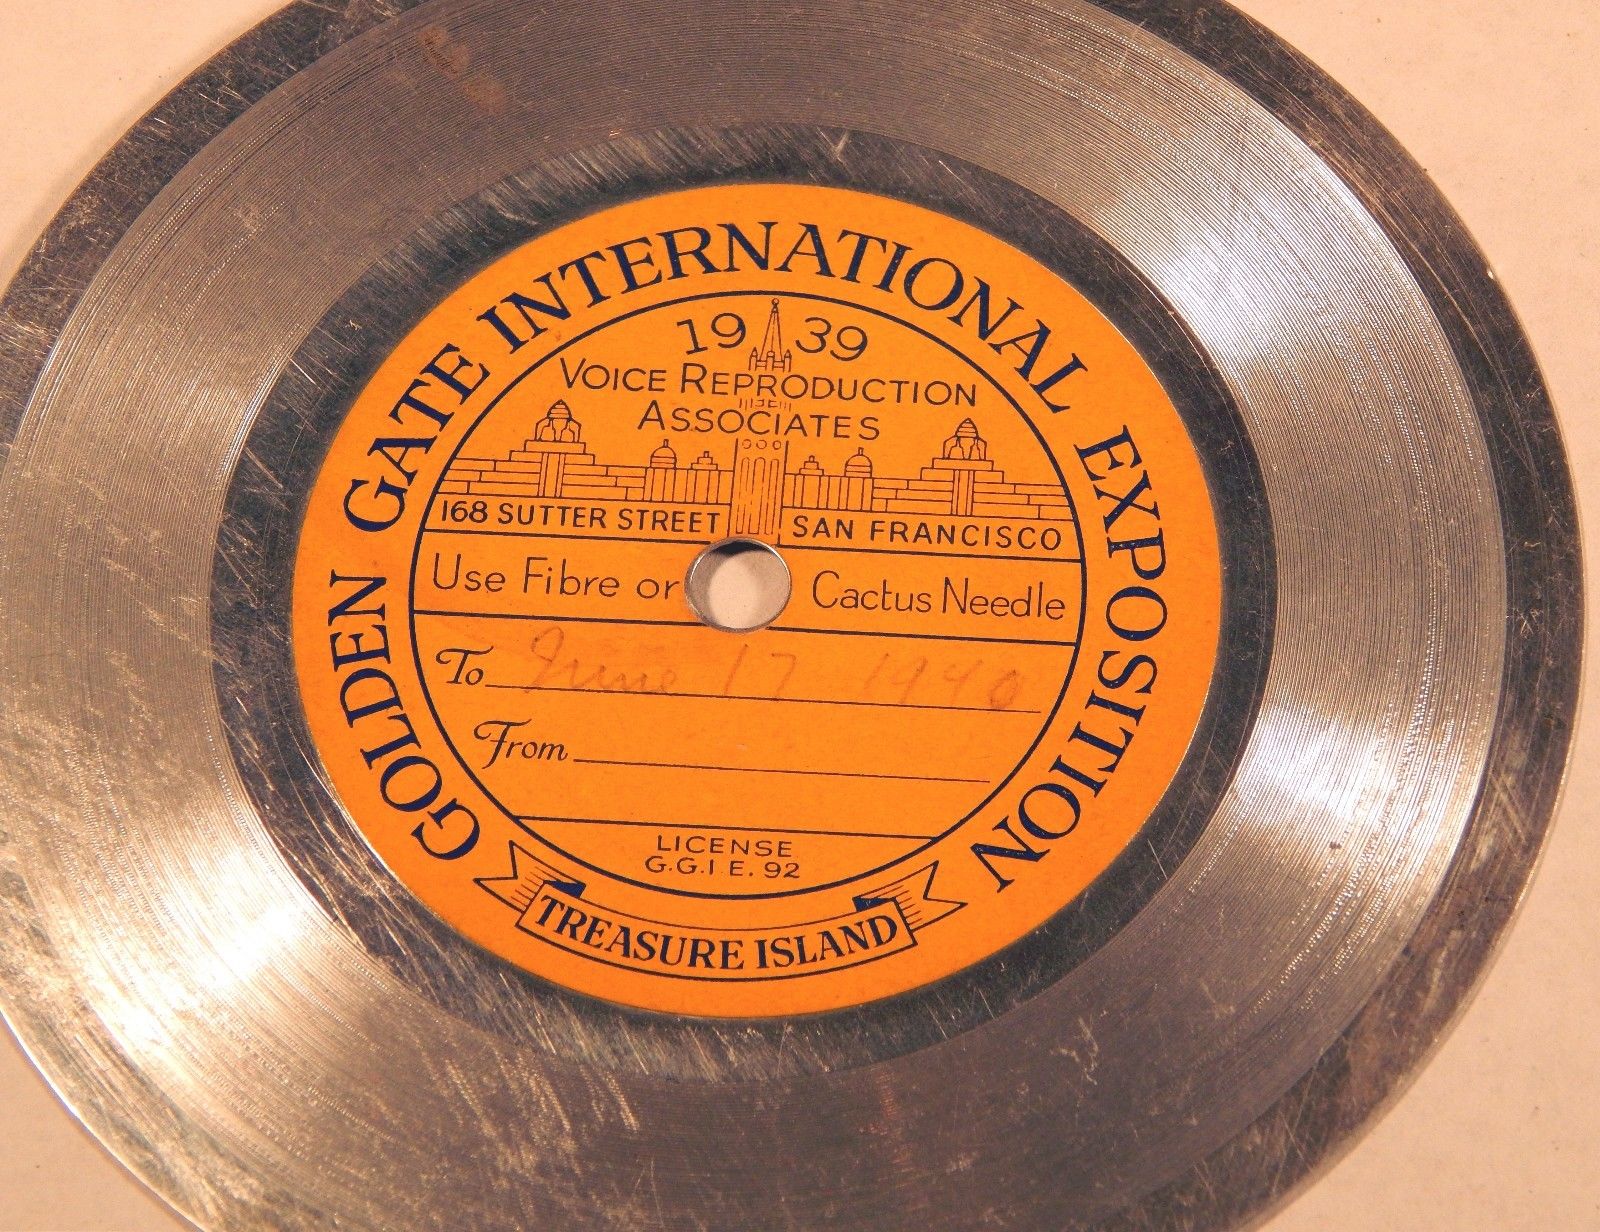 GOLDEN GATE INTERNATIONAL EXPOSITION
19 39
VOICE REPRODUCTION
ASSOCIATES
168 SUTTER STREET SAN FRANCISCO
Use Fibre or Cactus Needle
To June 17 1940
From
LICENSE
G.G.I E. 92
TREASURE ISLAND